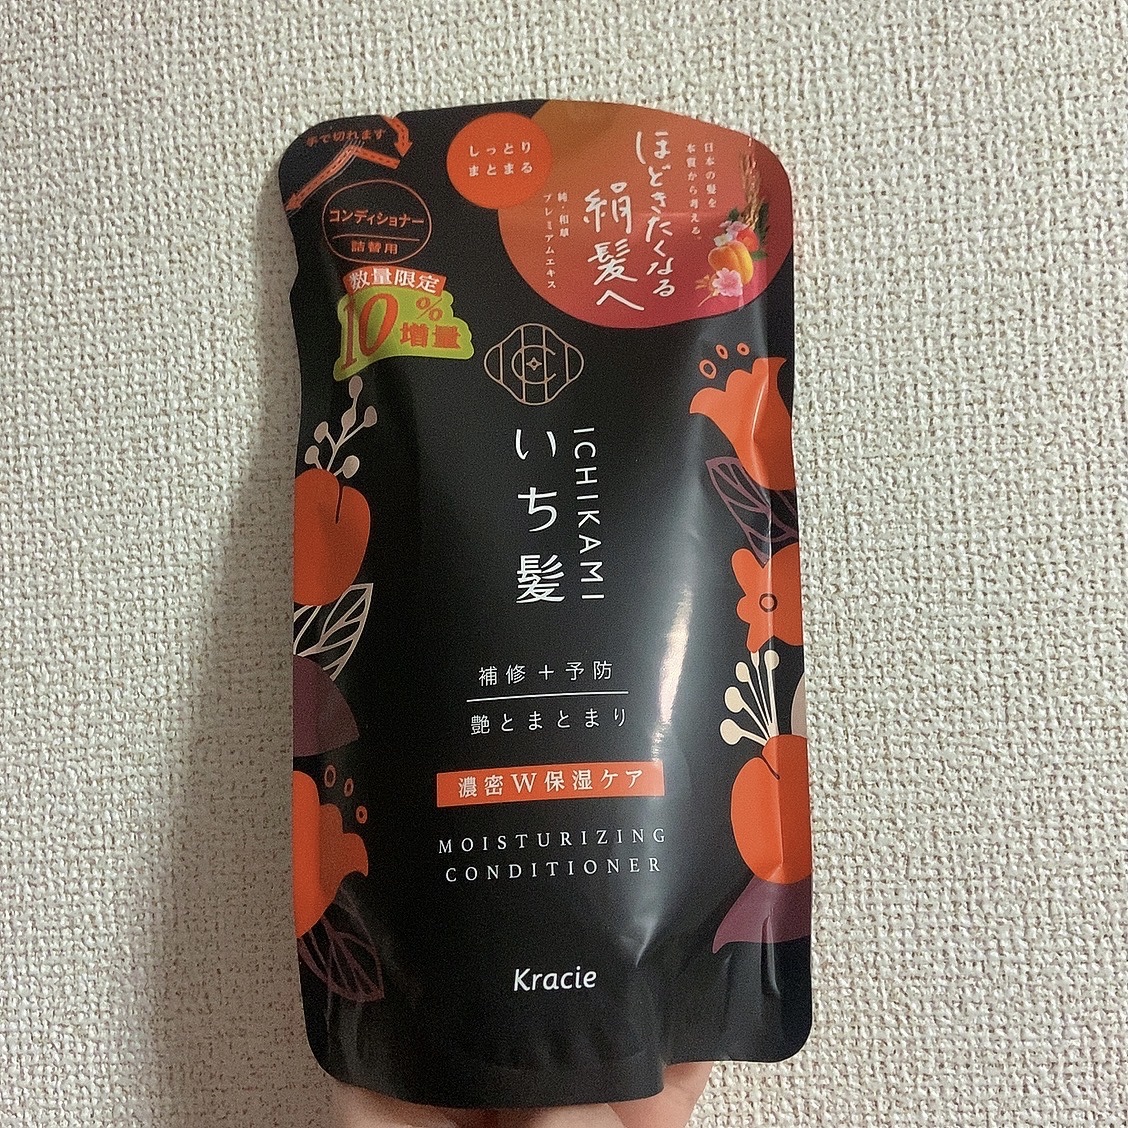 手で切れます
コンディショナー
詰替用
数量限定
10%増量
しっとり
まとまる
日本の髪を
本質から考える。
ほどきたくなる
絹髪へ
純・和草
プレミアムエキス
いち髪
ICHIKAMI
補修＋予防
艶とまとまり
濃密W保湿ケア
MOISTURIZING
CONDITIONER
Kracie